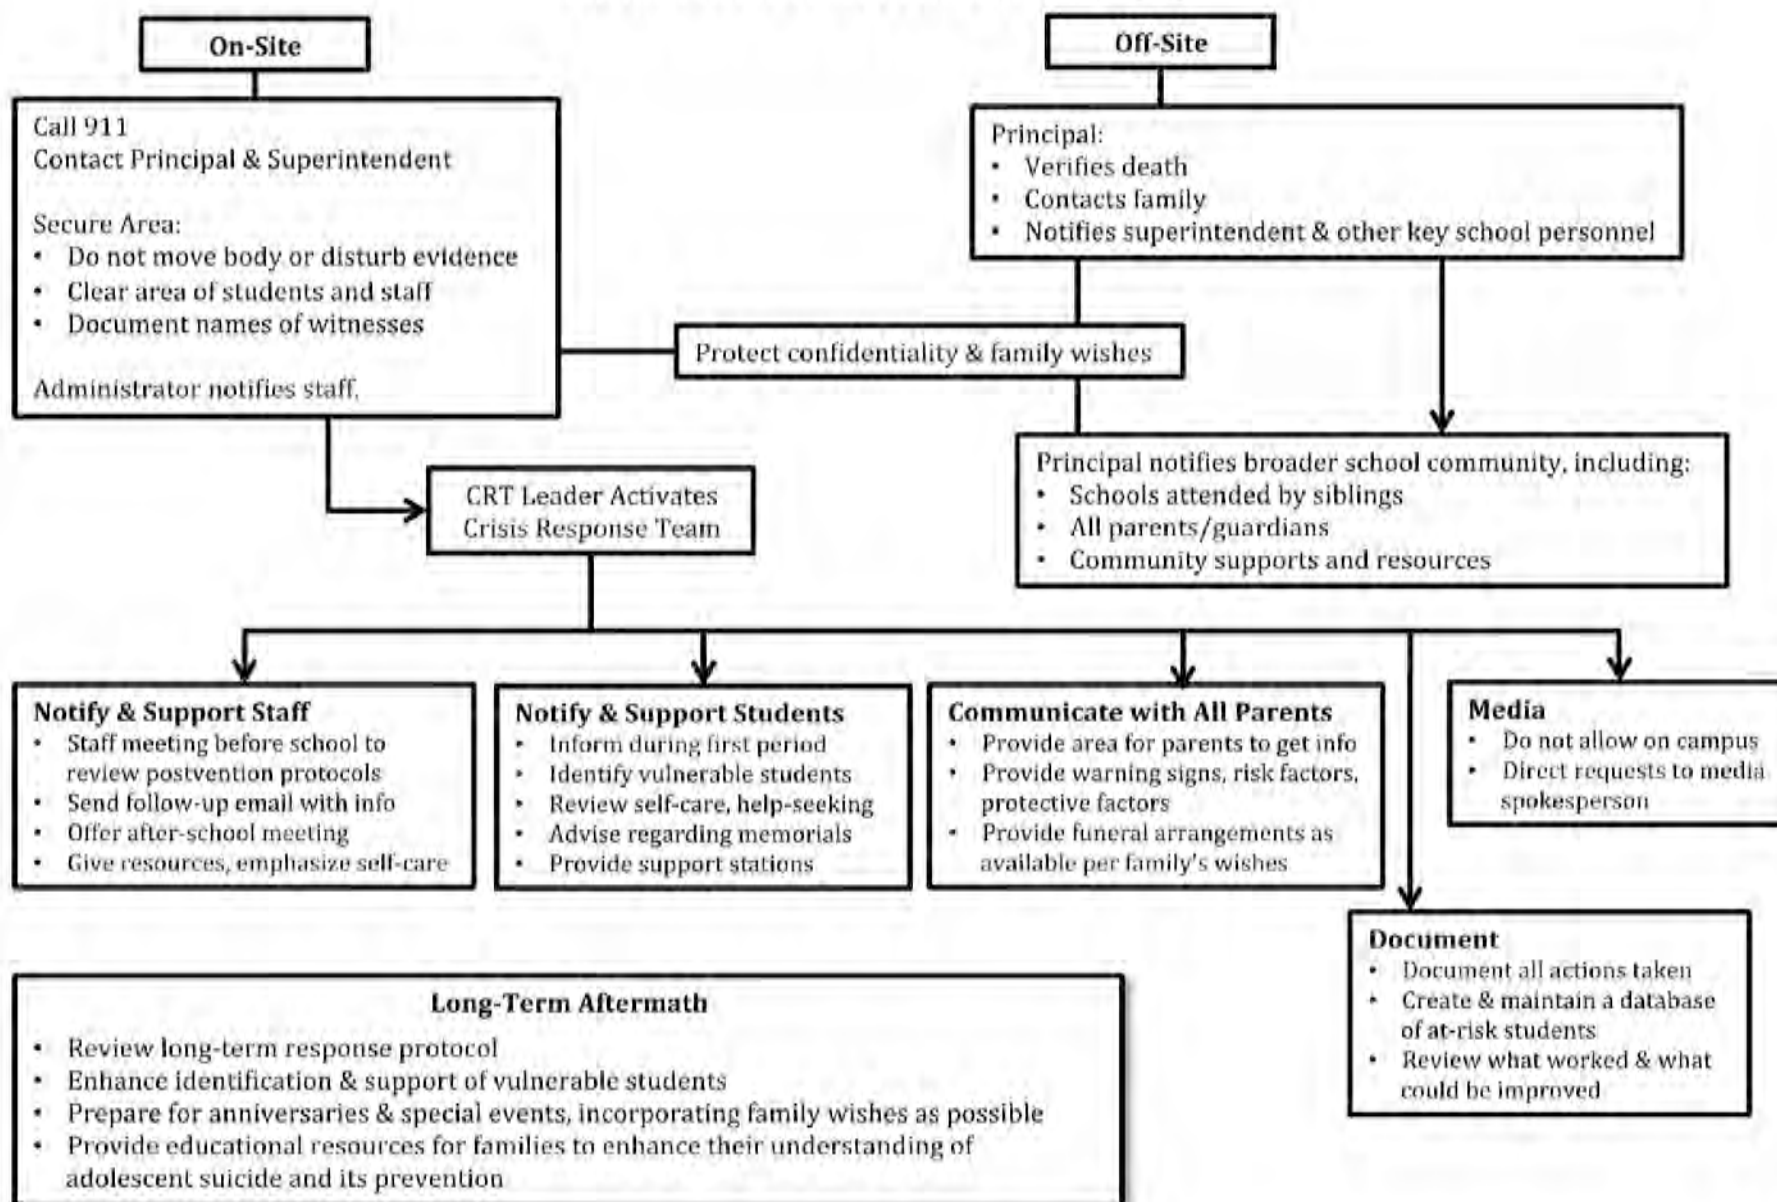 On-Site
Off-Site
Call 911
Contact Principal & Superintendent
Secure Area:
• Do not move body or disturb evidence
• Clear area of students and staff
• Document names of witnesses
Administrator notifies staff.
Principal:
• Verifies death
• Contacts family
• Notifies superintendent & other key school personnel
Protect confidentiality & family wishes
CRT Leader Activates
Crisis Response Team
Principal notifies broader school community, including:
• Schools attended by siblings
• All parents/guardians
• Community supports and resources
Notify & Support Staff
• Staff meeting before school to
review postvention protocols
• Send follow-up email with info
• Offer after-school meeting
• Give resources, emphasize self-care
Notify & Support Students
• Inform during first period
• Identify vulnerable students
• Review self-care, help-seeking
• Advise regarding memorials
• Provide support stations
Communicate with All Parents
• Provide area for parents to get info
• Provide warning signs, risk factors,
protective factors
• Provide funeral arrangements as
available per family's wishes
Media
• Do not allow on campus
• Direct requests to media
spokesperson
Document
• Document all actions taken
• Create & maintain a database
of at-risk students
• Review what worked & what
could be improved
Long-Term Aftermath
• Review long-term response protocol
• Enhance identification & support of vulnerable students
• Prepare for anniversaries & special events, incorporating family wishes as possible
• Provide educational resources for families to enhance their understanding of
adolescent suicide and its prevention